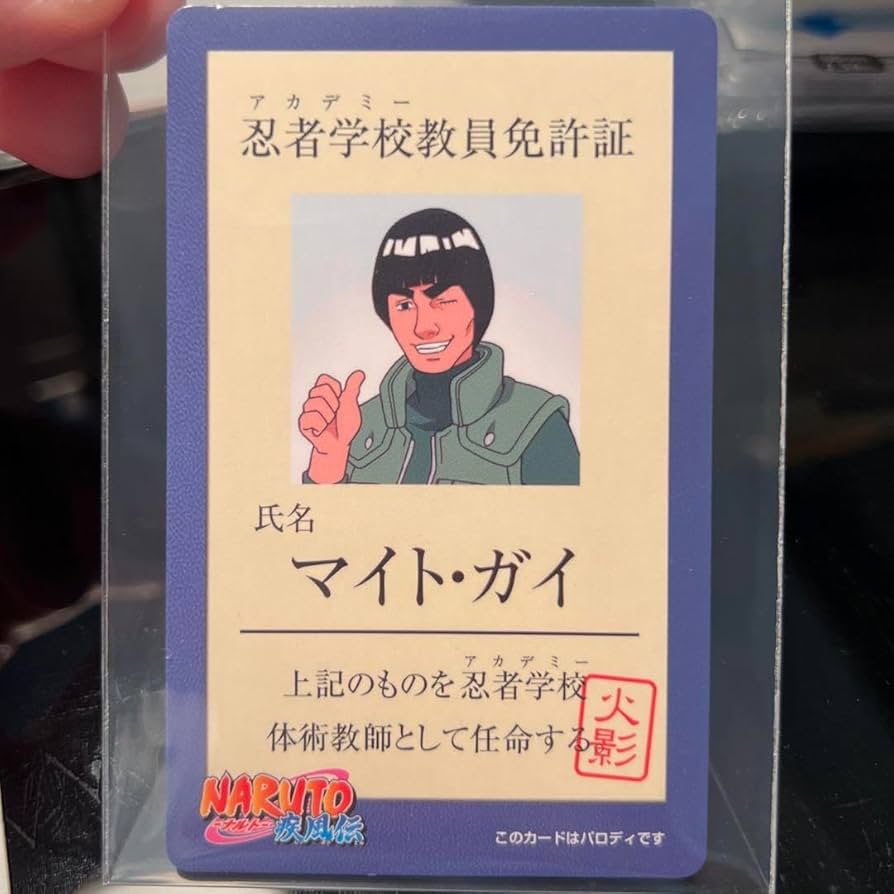 アカデミー
忍者学校教員免許証
氏名
マイト・ガイ
アカデミー
上記のものを忍者学校
体術教師として任命する
火影
NARUTO
-ナルト-
疾風伝
このカードはパロディです